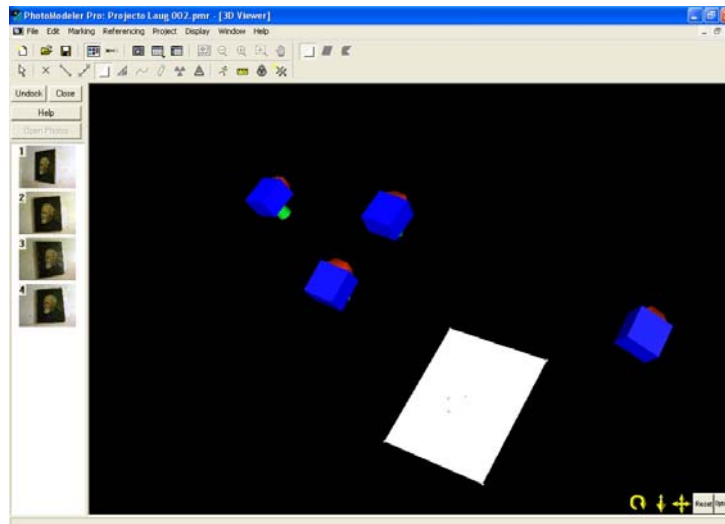 PhotoModeler Pro: Projecto Laug 002.pmr - [3D Viewer]
File Edit Marking Referencing Project Display Window Help
Undock Close
Help
Open Photos
1
2
3
4
Reset